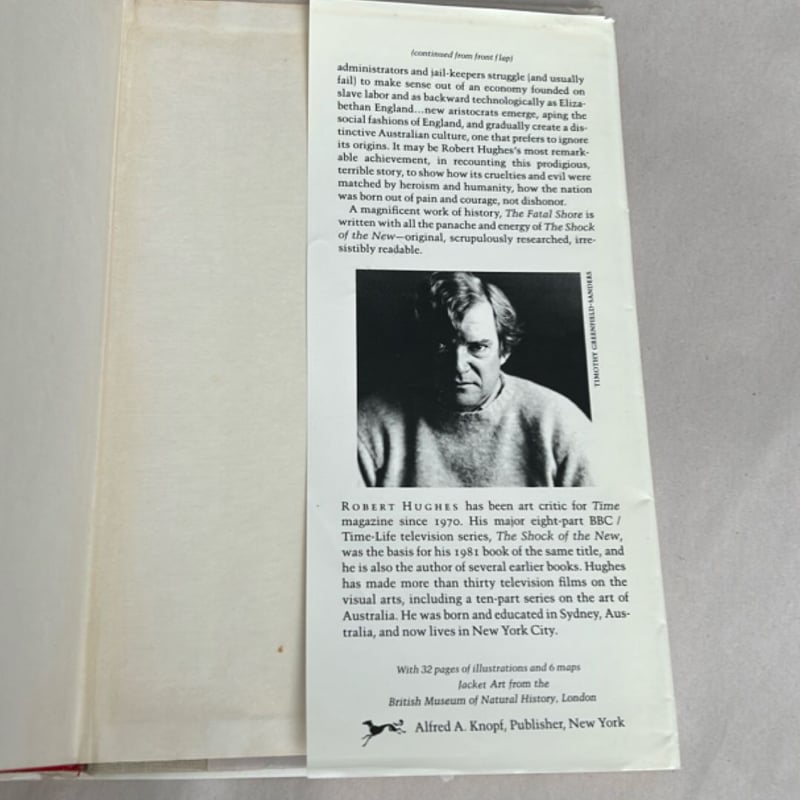 (continued from front flap)
administrators and jail-keepers struggle (and usually
fail) to make sense out of an economy founded on
slave labor and as backward technologically as Eliza-
bethan England...new aristocrats emerge, aping the
social fashions of England, and gradually create a dis-
tinctive Australian culture, one that prefers to ignore
its origins. It may be Robert Hughes's most remark-
able achievement, in recounting this prodigious,
terrible story, to show how its cruelties and evil were
matched by heroism and humanity, how the nation
was born out of pain and courage, not dishonor.
A magnificent work of history, The Fatal Shore is
written with all the panache and energy of The Shock
of the New—original, scrupulously researched, irre-
sistibly readable.
TIMOTHY GREENFIELD-SANDERS
ROBERT HUGHES has been art critic for Time
magazine since 1970. His major eight-part BBC /
Time-Life television series, The Shock of the New,
was the basis for his 1981 book of the same title, and
he is also the author of several earlier books. Hughes
has made more than thirty television films on the
visual arts, including a ten-part series on the art of
Australia. He was born and educated in Sydney, Aus-
tralia, and now lives in New York City.
With 32 pages of illustrations and 6 maps
Jacket Art from the
British Museum of Natural History, London
Alfred A. Knopf, Publisher, New York